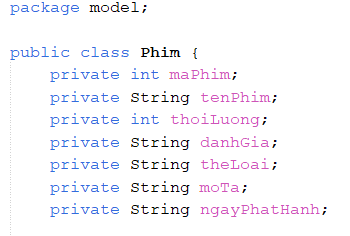 package model;
public class Phim {
private int maPhim;
private String tenPhim;
private int thoiLuong;
private String danhGia;
private String theLoai;
private String moTa;
private String ngayPhatHanh;